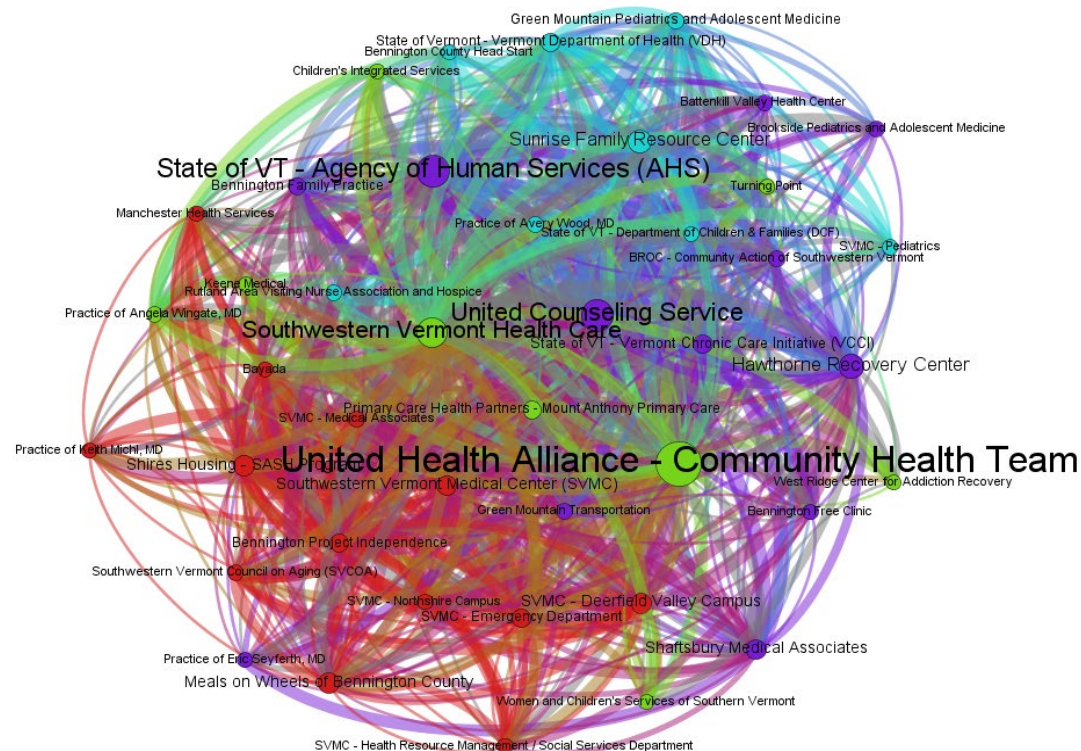 Green Mountain Pediatrics and Adolescent Medicine
State of Vermont - Vermont Department of Health (VDH)
Bennington County Head Start
Children's Integrated Services
Battenkill Valley Health Center
Brookside Pediatrics and Adolescent Medicine
Sunrise Family Resource Center
State of VT - Agency of Human Services (AHS)
Bennington Family Practice
Turning Point
Manchester Health Services
Practice of Avery Wood, MD
State of VT - Department of Children & Families (DCF)
SVMC - Pediatrics
BROC - Community Action of Southwestern Vermont
Keene Medical
Rutland Area Visiting Nurse Association and Hospice
Practice of Angela Wingate, MD
United Counseling Service
Southwestern Vermont Health Care
State of VT - Vermont Chronic Care Initiative (VCCI)
Hawthorne Recovery Center
Bayada
Primary Care Health Partners - Mount Anthony Primary Care
SVMC - Medical Associates
Practice of Keith Michl, MD
Shires Housing - SASH Program
United Health Alliance - Community Health Team
Southwestern Vermont Medical Center (SVMC)
West Ridge Center for Addiction Recovery
Green Mountain Transportation
Bennington Free Clinic
Bennington Project Independence
Southwestern Vermont Council on Aging (SVCOA)
SVMC - Northshire Campus
SVMC - Deerfield Valley Campus
SVMC - Emergency Department
Shaftsbury Medical Associates
Practice of Eric Seyferth, MD
Meals on Wheels of Bennington County
Women and Children's Services of Southern Vermont
SVMC - Health Resource Management / Social Services Department